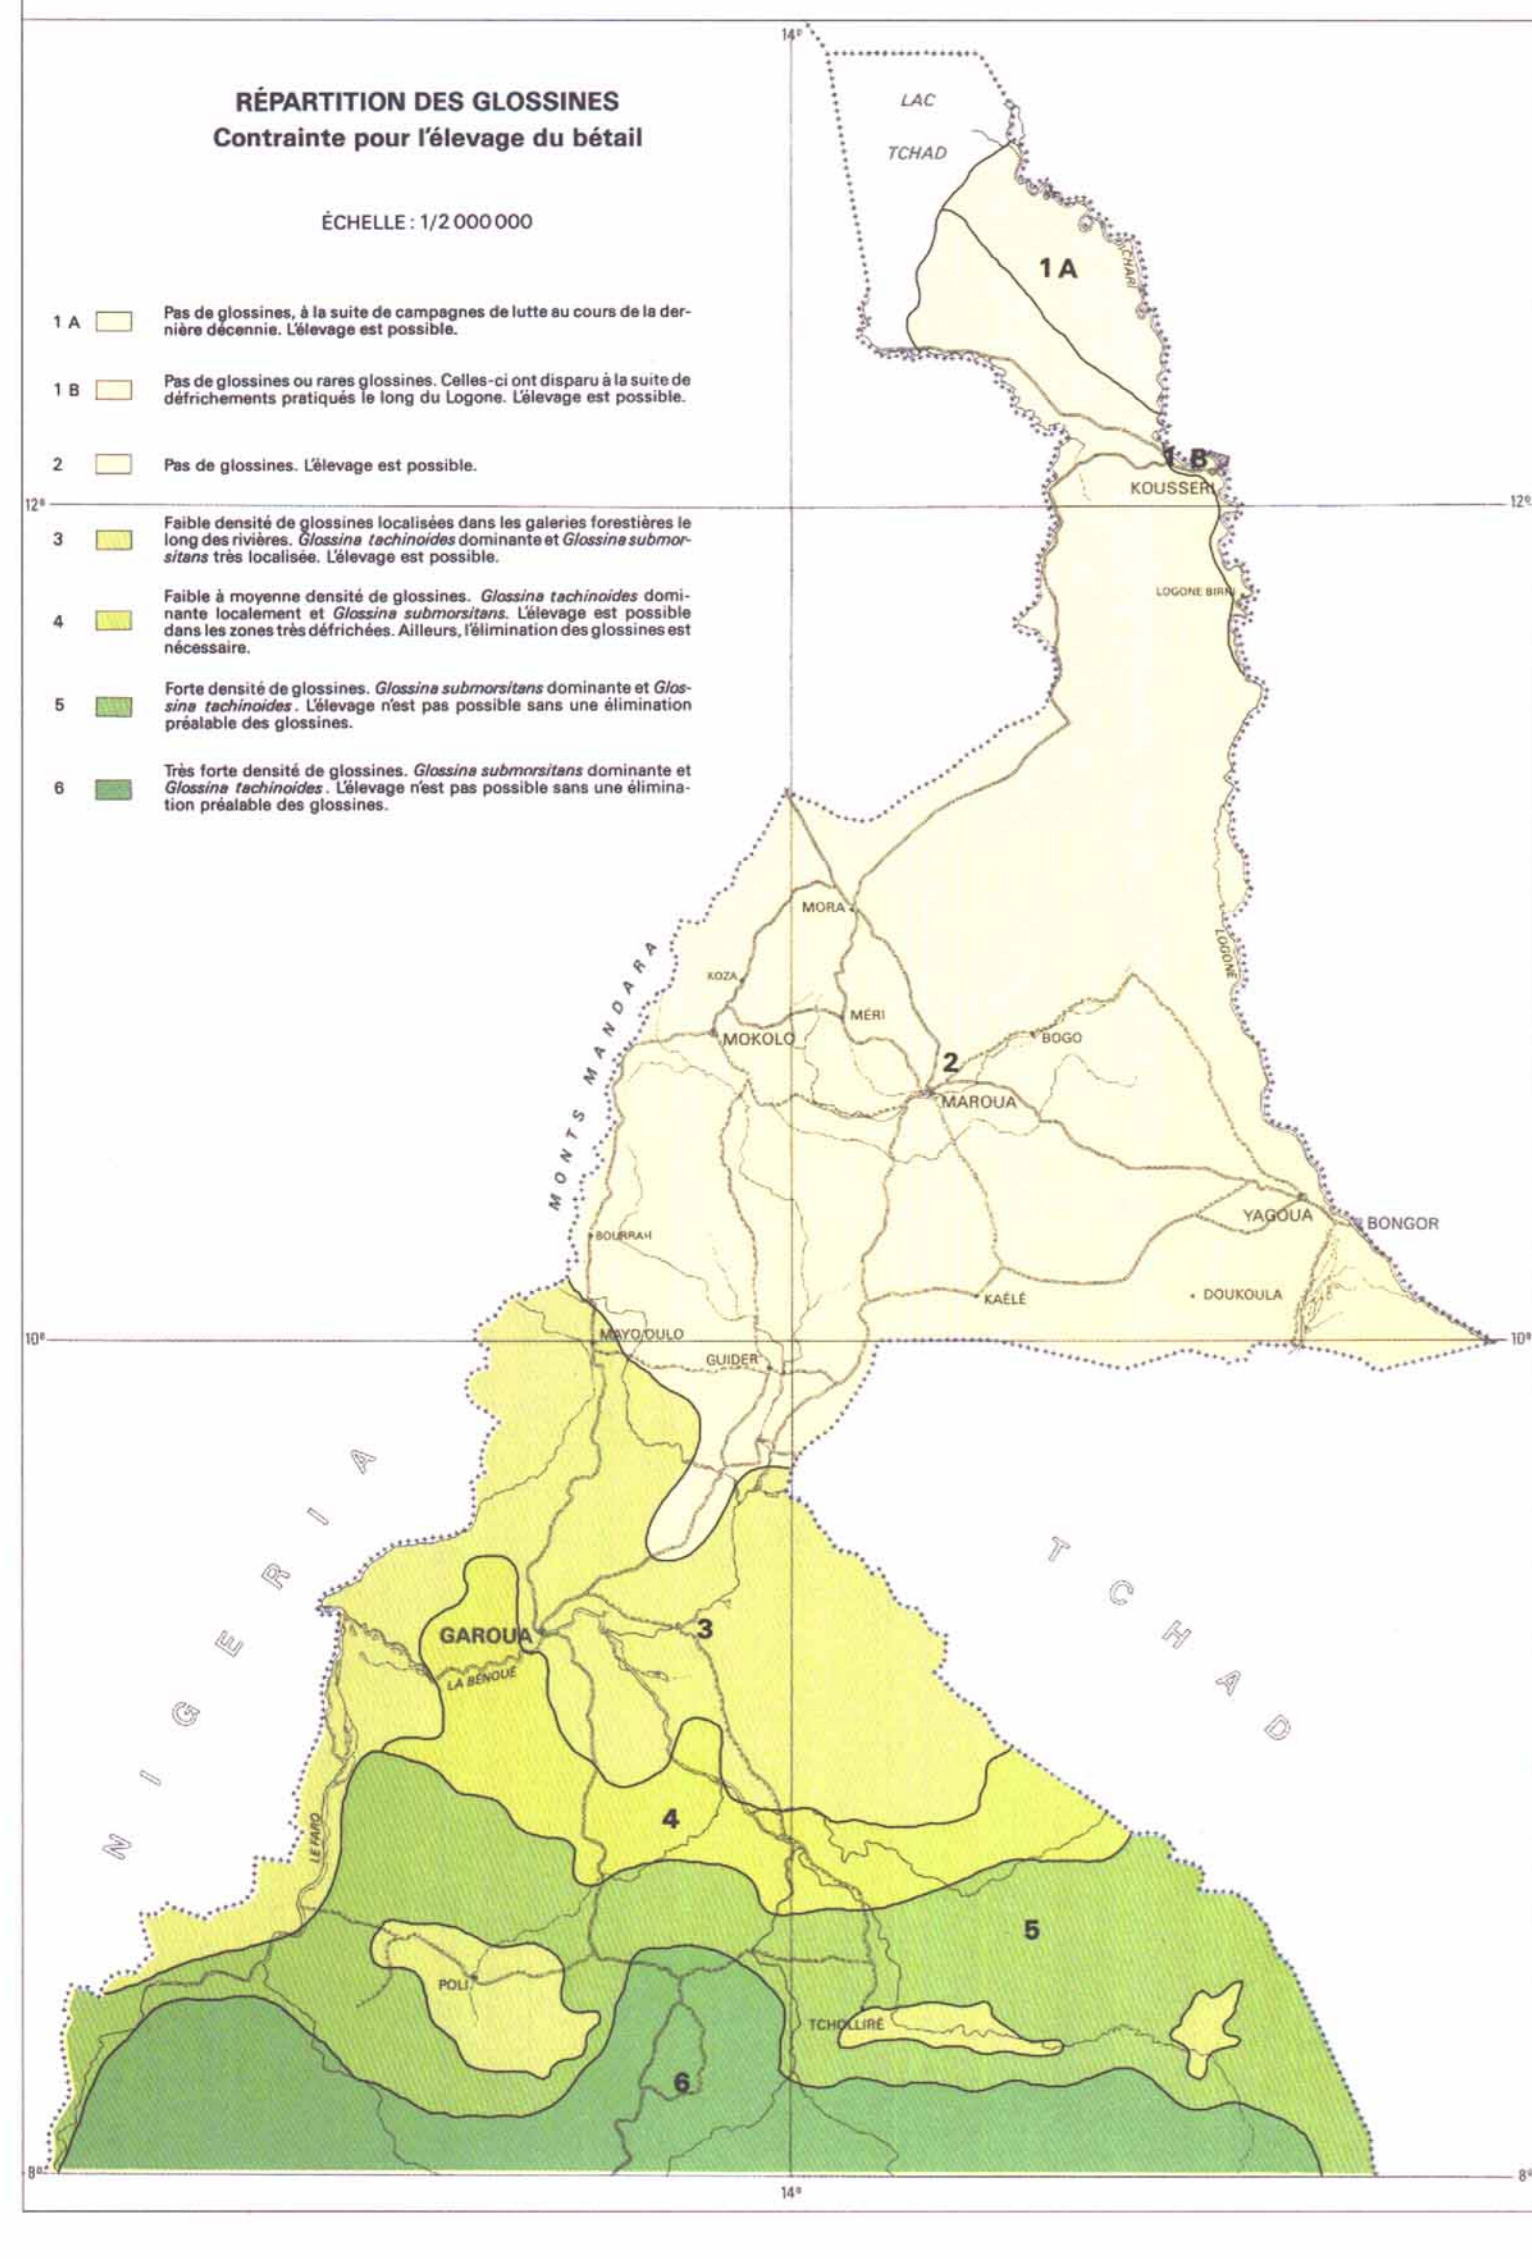 RÉPARTITION DES GLOSSINES
Contrainte pour l'élevage du bétail
ÉCHELLE : 1/2 000 000
1 A
Pas de glossines, à la suite de campagnes de lutte au cours de la der-
nière décennie. L'élevage est possible.
1 B
Pas de glossines ou rares glossines. Celles-ci ont disparu à la suite de
défrichements pratiqués le long du Logone. L'élevage est possible.
2
Pas de glossines. L'élevage est possible.
3
Faible densité de glossines localisées dans les galeries forestières le
long des rivières. Glossina tachinoides dominante et Glossina submor-
sitans très localisée. L'élevage est possible.
4
Faible à moyenne densité de glossines. Glossina tachinoides domi-
nante localement et Glossina submorsitans. L'élevage est possible
dans les zones très défrichées. Ailleurs, l'élimination des glossines est
nécessaire.
5
Forte densité de glossines. Glossina submorsitans dominante et Glos-
sina tachinoides. L'élevage n'est pas possible sans une élimination
préalable des glossines.
6
Très forte densité de glossines. Glossina submorsitans dominante et
Glossina tachinoides. L'élevage n'est pas possible sans une élimina-
tion préalable des glossines.
14°
LAC
TCHAD
1 A
CHARI
1 B
KOUSSERI
12°
12°
LOGONE BIRNI
MORA
LOGONE
MONTS MANDARA
KOZA
MÉRI
MOKOLO
BOGO
2
MAROUA
YAGOUA
BONGOR
BOURRAH
KAÉLÉ
DOUKOULA
10°
10°
MAYO OULO
GUIDER
NIGERIA
TCHAD
3
GAROUA
LA BÉNOUÉ
4
LE FARO
5
POLI
TCHOLLIRÉ
6
8°
8°
14°